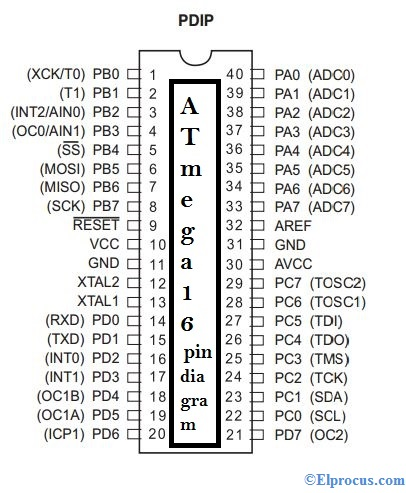 PDIP
(XCK/T0) PB0 1 40 PA0 (ADC0)
(T1) PB1 2 39 PA1 (ADC1)
(INT2/AIN0) PB2 3 38 PA2 (ADC2)
(OC0/AIN1) PB3 4 37 PA3 (ADC3)
(SS) PB4 5 36 PA4 (ADC4)
(MOSI) PB5 6 35 PA5 (ADC5)
(MISO) PB6 7 34 PA6 (ADC6)
(SCK) PB7 8 33 PA7 (ADC7)
RESET 9 32 AREF
VCC 10 31 GND
GND 11 30 AVCC
XTAL2 12 29 PC7 (TOSC2)
XTAL1 13 28 PC6 (TOSC1)
(RXD) PD0 14 27 PC5 (TDI)
(TXD) PD1 15 26 PC4 (TDO)
(INT0) PD2 16 25 PC3 (TMS)
(INT1) PD3 17 24 PC2 (TCK)
(OC1B) PD4 18 23 PC1 (SDA)
(OC1A) PD5 19 22 PC0 (SCL)
(ICP1) PD6 20 21 PD7 (OC2)
A
T
m
e
g
a
1
6
pin
dia
gra
m
©Elprocus.com